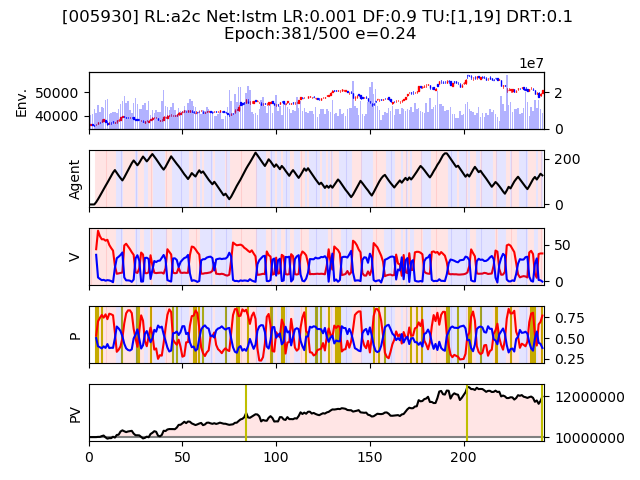 [005930] RL:a2c Net:lstm LR:0.001 DF:0.9 TU:[1,19] DRT:0.1
Epoch:381/500 e=0.24
1e7
Env.
50000
40000
2
0
Agent
200
0
V
50
0
P
0.75
0.50
0.25
PV
12000000
10000000
0 50 100 150 200